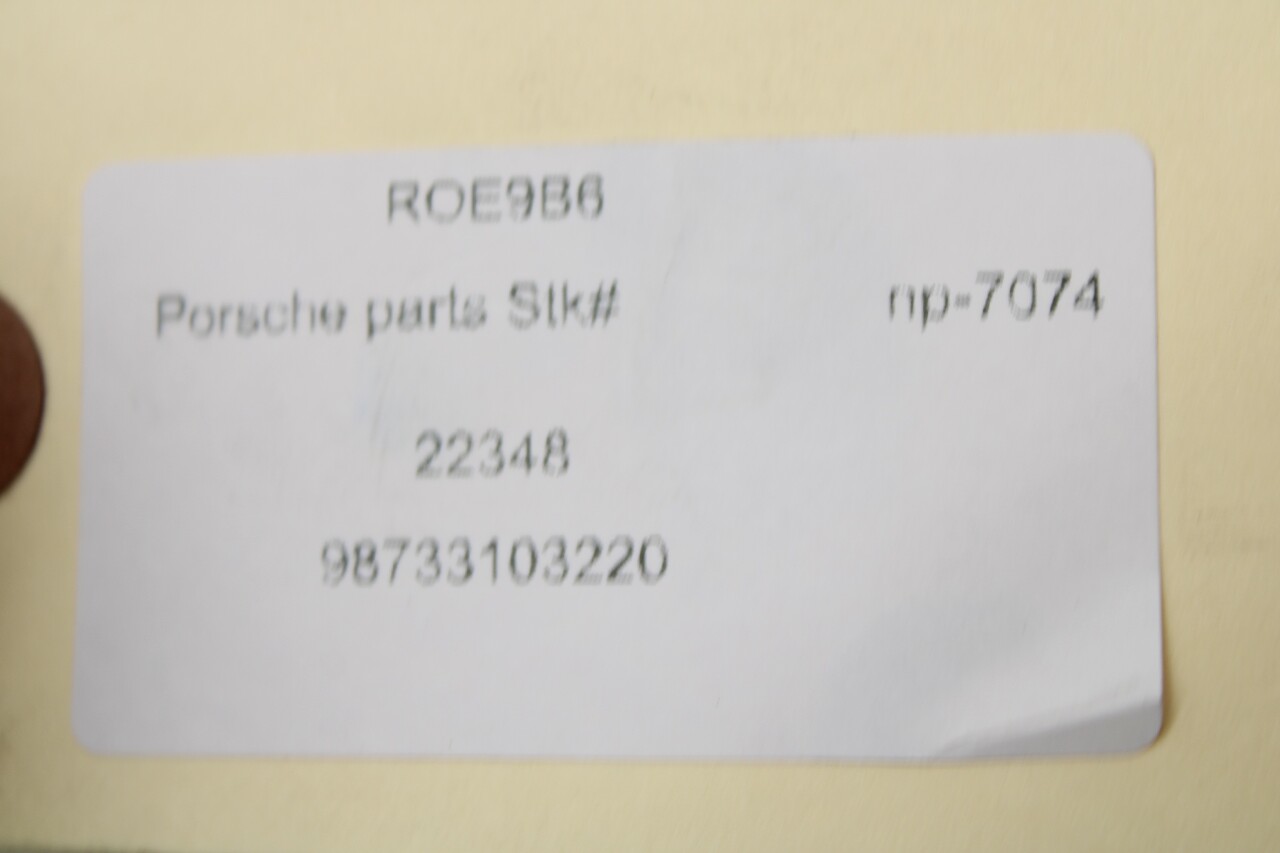 ROE9B6
Porsche parts Stk# np-7074
22348
98733103220